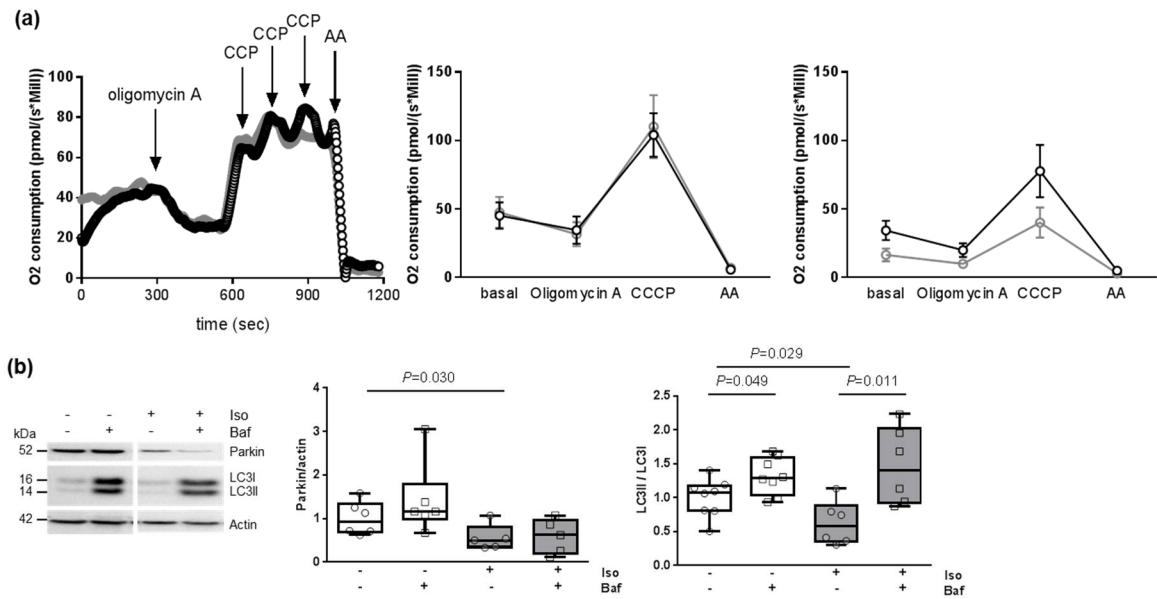 (a)
CCP CCP CCP AA
oligomycin A
O2 consumption (pmol/(s*Mill))
100
80
60
40
20
0
0 300 600 900 1200
time (sec)
O2 consumption (pmol/(s*Mill))
150
100
50
0
basal Oligomycin A CCCP AA
O2 consumption (pmol/(s*Mill))
150
100
50
0
basal Oligomycin A CCCP AA
(b)
- - + + Iso
- + - + Baf
kDa
52 Parkin
16 LC3I
14 LC3II
42 Actin
P=0.030
Parkin/actin
4
3
2
1
0
- - + + Iso
- + - + Baf
P=0.029
P=0.049 P=0.011
LC3II / LC3I
2.5
2.0
1.5
1.0
0.5
0.0
- - + + Iso
- + - + Baf